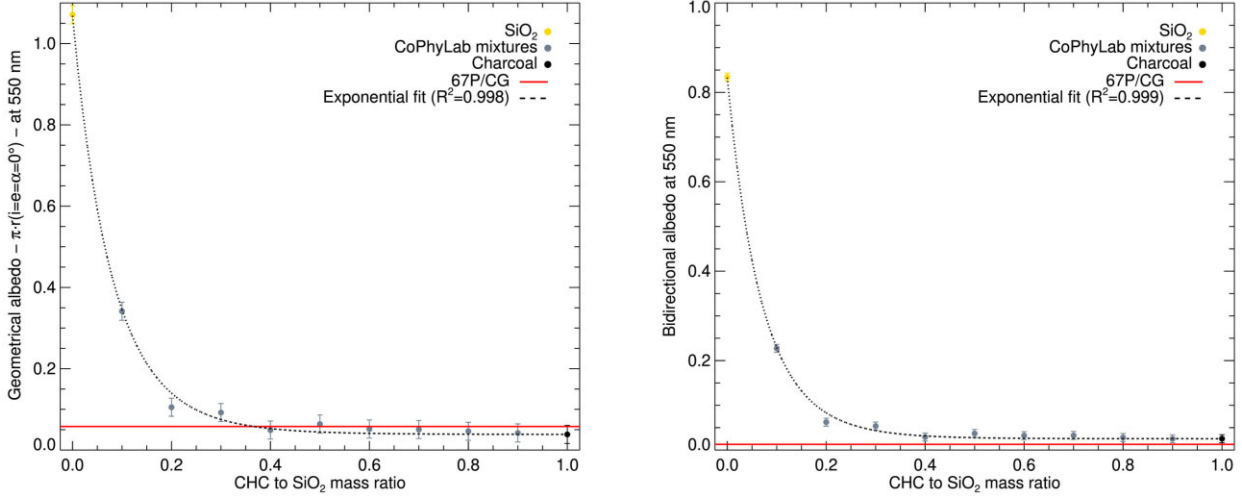 Geometrical albedo – π·r(i=e=α=0°) – at 550 nm
1.0
0.8
0.6
0.4
0.2
0.0
SiO₂
CoPhyLab mixtures
Charcoal
67P/CG
Exponential fit (R²=0.998)
0.0 0.2 0.4 0.6 0.8 1.0
CHC to SiO₂ mass ratio
Bidirectional albedo at 550 nm
1.0
0.8
0.6
0.4
0.2
0.0
SiO₂
CoPhyLab mixtures
Charcoal
67P/CG
Exponential fit (R²=0.999)
0.0 0.2 0.4 0.6 0.8 1.0
CHC to SiO₂ mass ratio